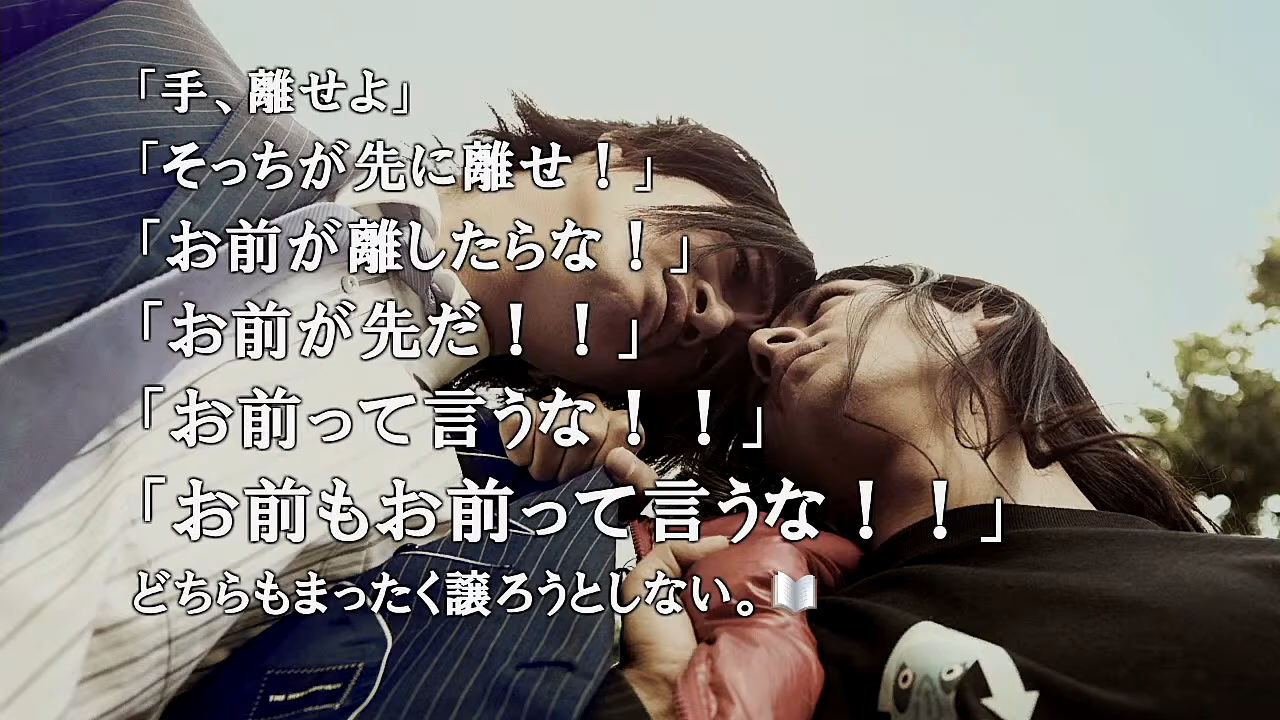 「手、離せよ」
「そっちが先に離せ！」
「お前が離したらな！」
「お前が先だ！！」
「お前って言うな！！」
「お前もお前って言うな！！」
どちらもまったく譲ろうとしない。📖